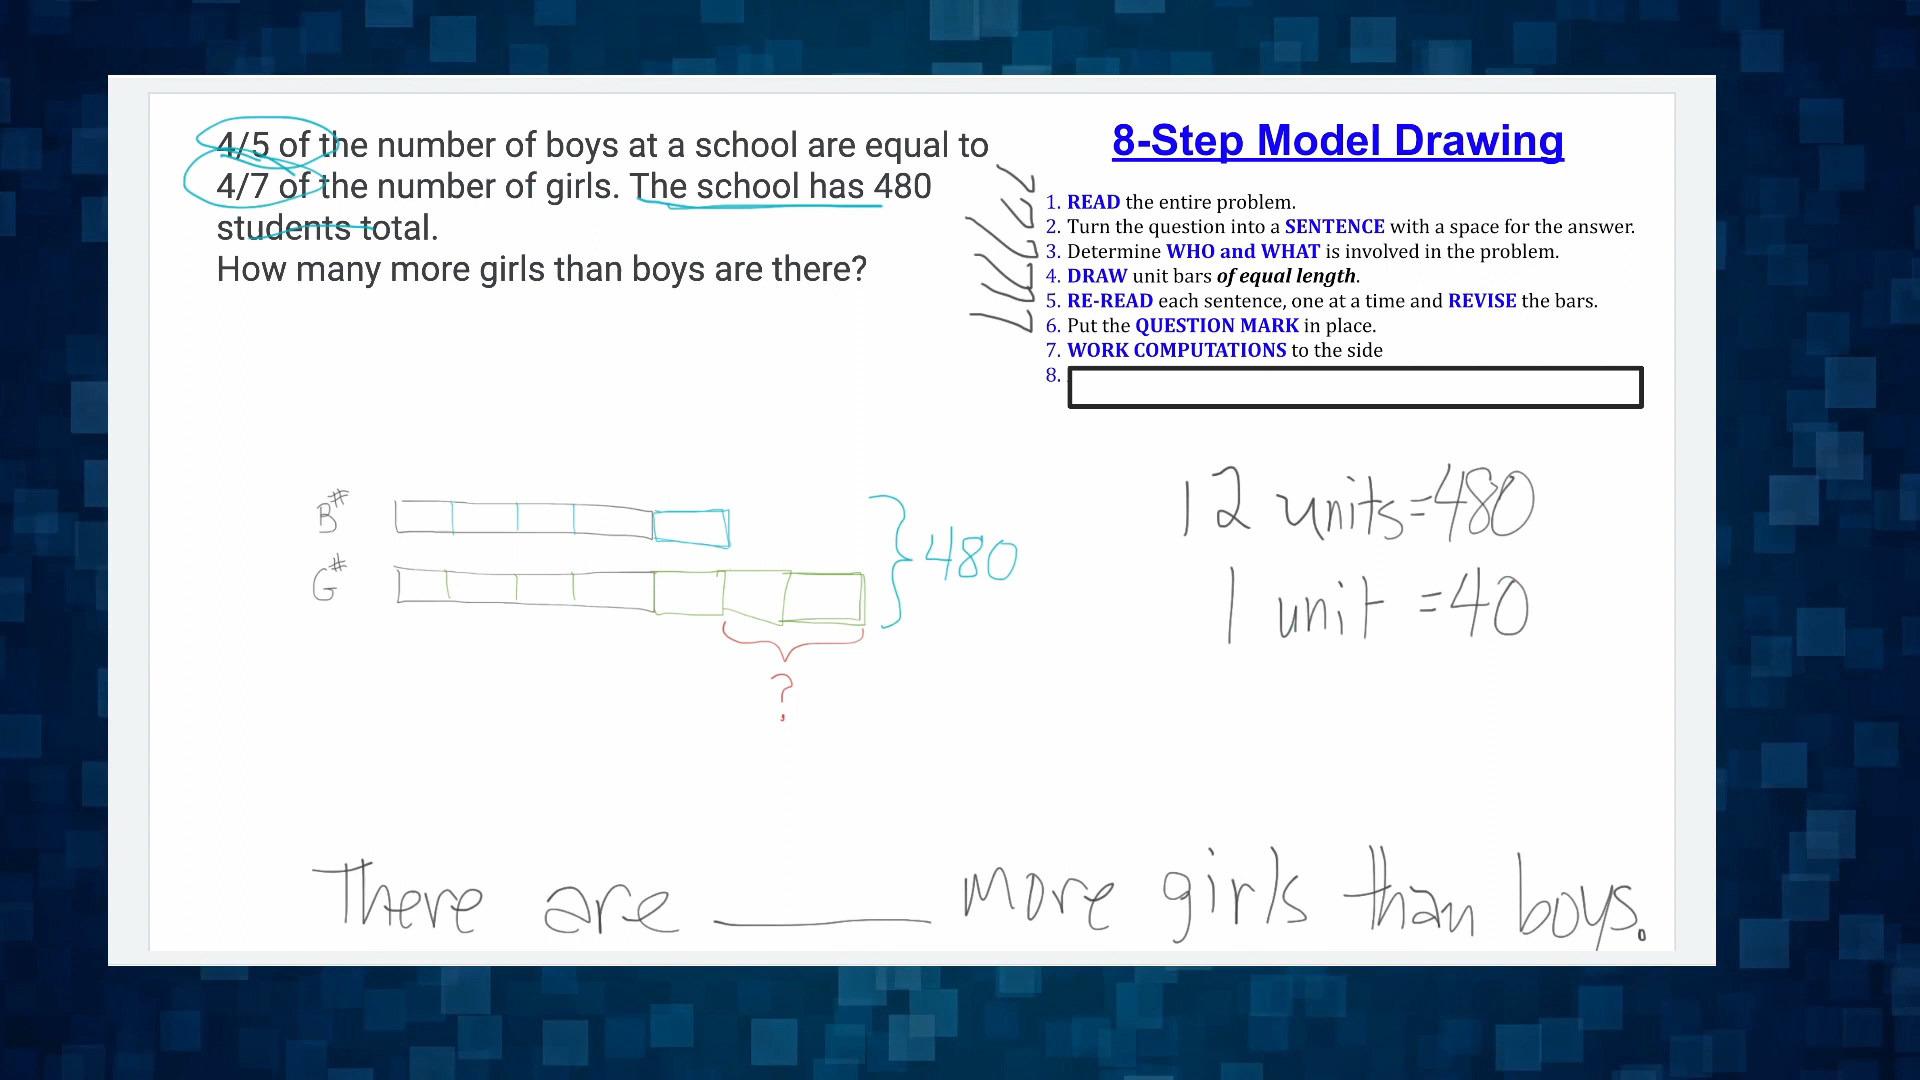 4/5 of the number of boys at a school are equal to
4/7 of the number of girls. The school has 480
students total.
How many more girls than boys are there?
8-Step Model Drawing
1. READ the entire problem.
2. Turn the question into a SENTENCE with a space for the answer.
3. Determine WHO and WHAT is involved in the problem.
4. DRAW unit bars of equal length.
5. RE-READ each sentence, one at a time and REVISE the bars.
6. Put the QUESTION MARK in place.
7. WORK COMPUTATIONS to the side
8.
B#
G#
480
?
12 units=480
1 unit =40
There are ______ more girls than boys.